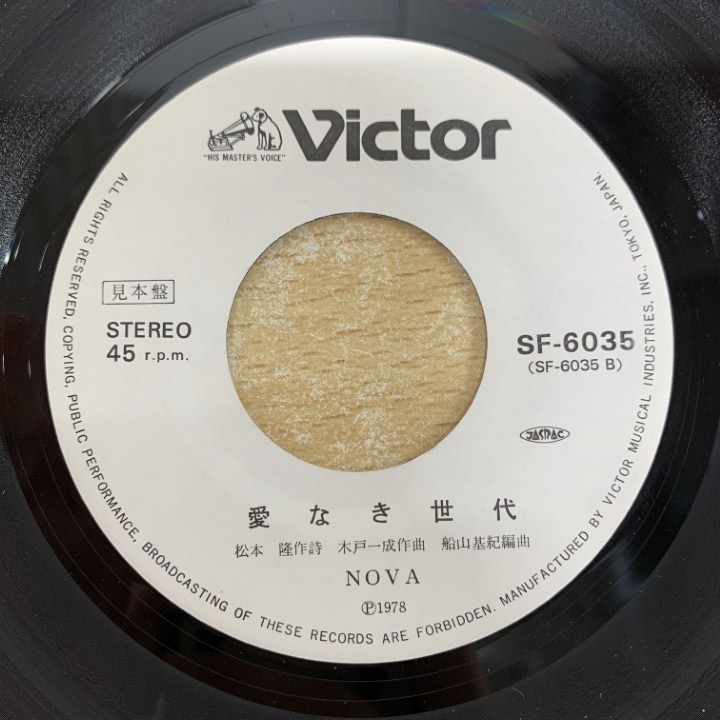 Victor
"HIS MASTER'S VOICE"
見本盤
STEREO
45 r.p.m.
SF-6035
(SF-6035 B)
JASRAC
愛なき世代
松本 隆作詩 木戸一成作曲 船山基紀編曲
NOVA
Ⓟ1978
ALL RIGHTS RESERVED, COPYING, PUBLIC PERFORMANCE, BROADCASTING OF THESE RECORDS ARE FORBIDDEN. MANUFACTURED BY VICTOR MUSICAL INDUSTRIES, INC., TOKYO, JAPAN.